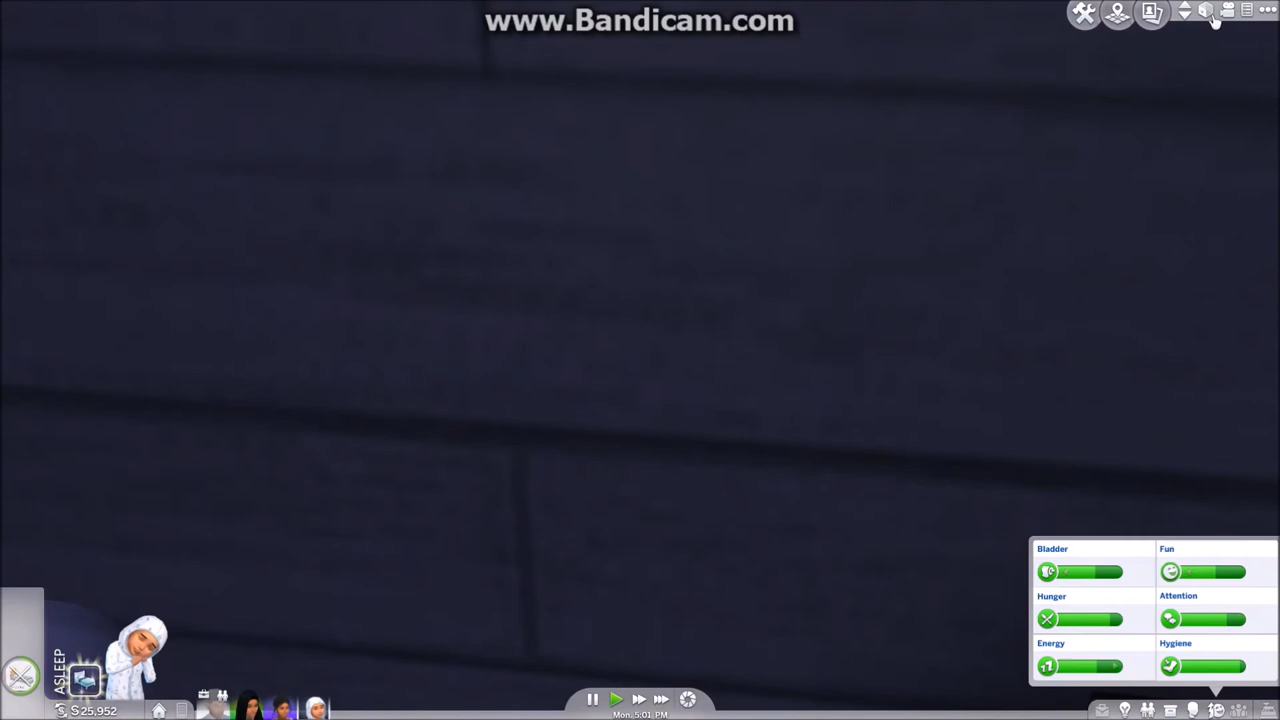 www.Bandicam.com
Bladder
Fun
Hunger
Attention
Energy
Hygiene
ASLEEP
§ 25,952
Mon. 5:01 PM